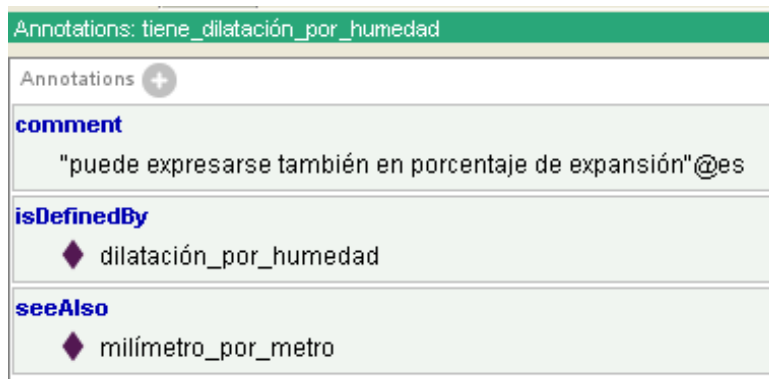 Annotations: tiene_dilatación_por_humedad
Annotations
comment
"puede expresarse también en porcentaje de expansión"@es
isDefinedBy
dilatación_por_humedad
seeAlso
milímetro_por_metro